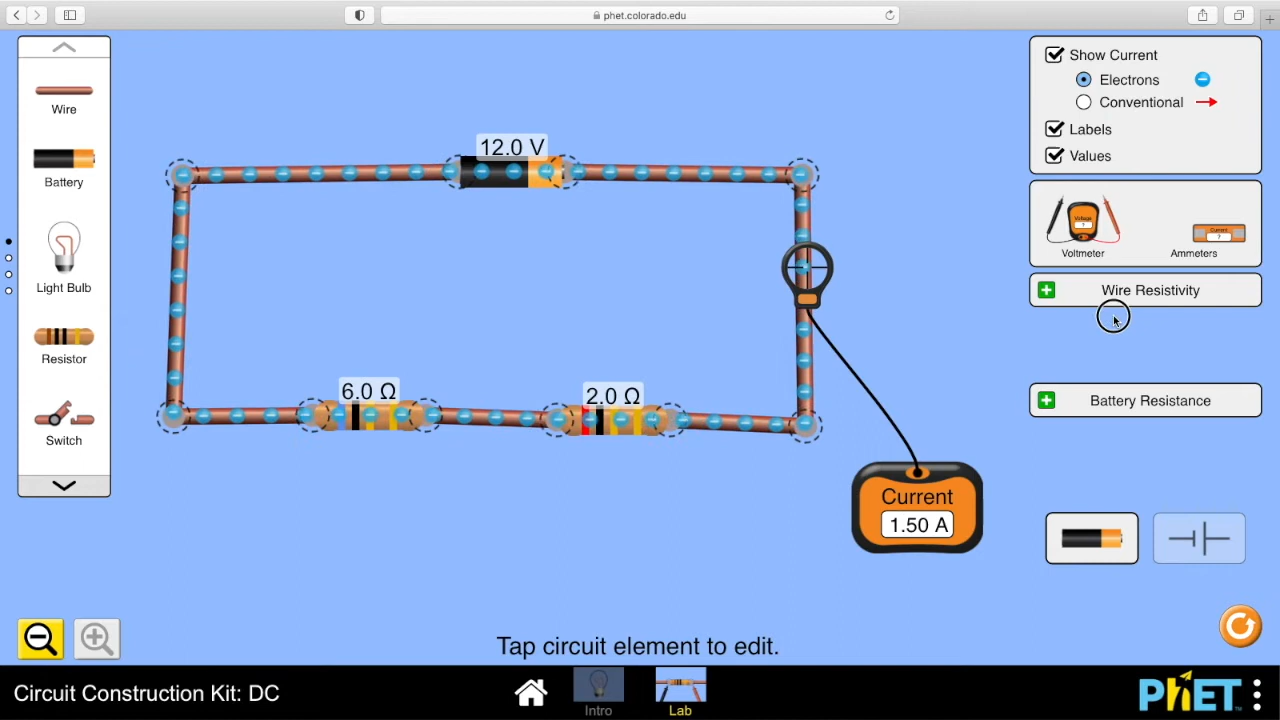 phet.colorado.edu
Wire
Battery
Light Bulb
Resistor
Switch
12.0 V
6.0 Ω
2.0 Ω
Current
1.50 A
Show Current
Electrons
Conventional
Labels
Values
Voltage
?
Voltmeter
Current
?
Ammeters
Wire Resistivity
Battery Resistance
Tap circuit element to edit.
Circuit Construction Kit: DC
Intro
Lab
PhET